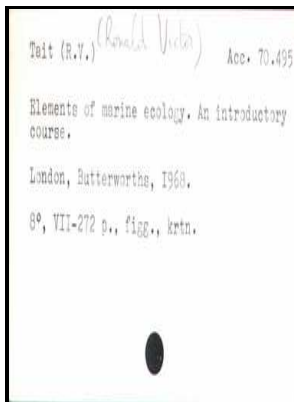 Tait (R.V.) (Ronald Victor) Acc. 70.495
Elements of marine ecology. An introductory
course.
London, Butterworths, I968.
8°, VII-272 p., figg., krtn.